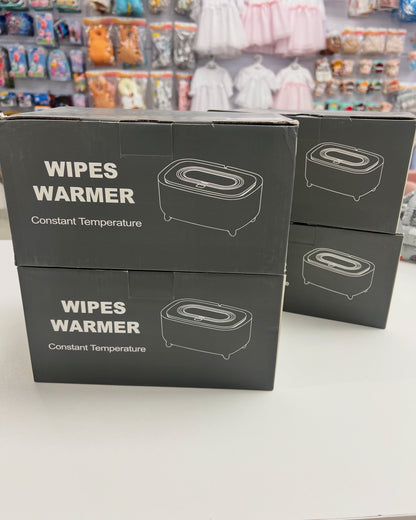 WIPES
WARMER
Constant Temperature
WIPES
WARMER
Constant Temperature